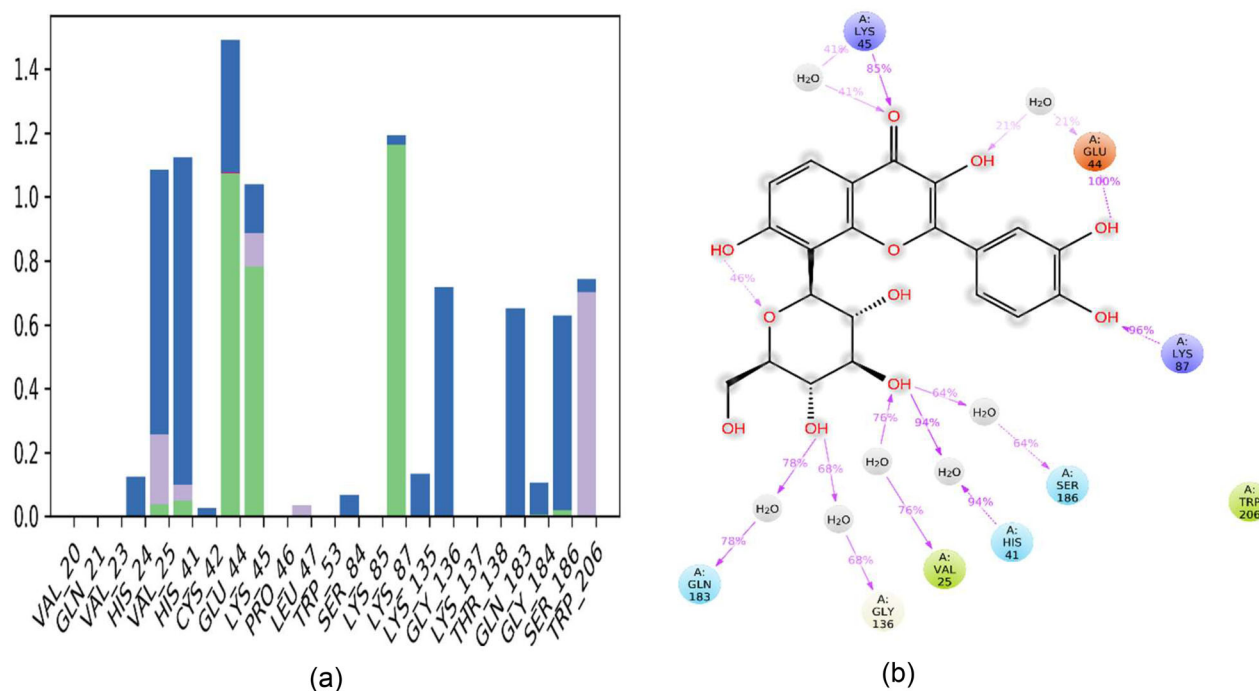 1.4
1.2
1.0
0.8
0.6
0.4
0.2
0.0
VAL_20
GLN_21
VAL_23
HIS_24
VAL_25
HIS_41
CYS_42
GLU_44
LYS_45
PRO_46
LEU_47
TRP_53
SER_84
LYS_85
LYS_87
LYS_135
GLY_136
LYS_137
THR_138
GLN_183
GLY_184
SER_186
TRP_206
(a)
A:
LYS
45
41%
H₂O
85%
41%
O
H₂O
21%
21%
A:
GLU
44
OH
100%
OH
HO
O
46%
O
OH
OH
96%
A:
LYS
87
OH
64%
H₂O
64%
A:
SER
186
76%
94%
OH
OH
78%
68%
H₂O
H₂O
94%
A:
HIS
41
H₂O
H₂O
76%
A:
VAL
25
78%
68%
A:
GLN
183
A:
GLY
136
A:
TRP
206
(b)